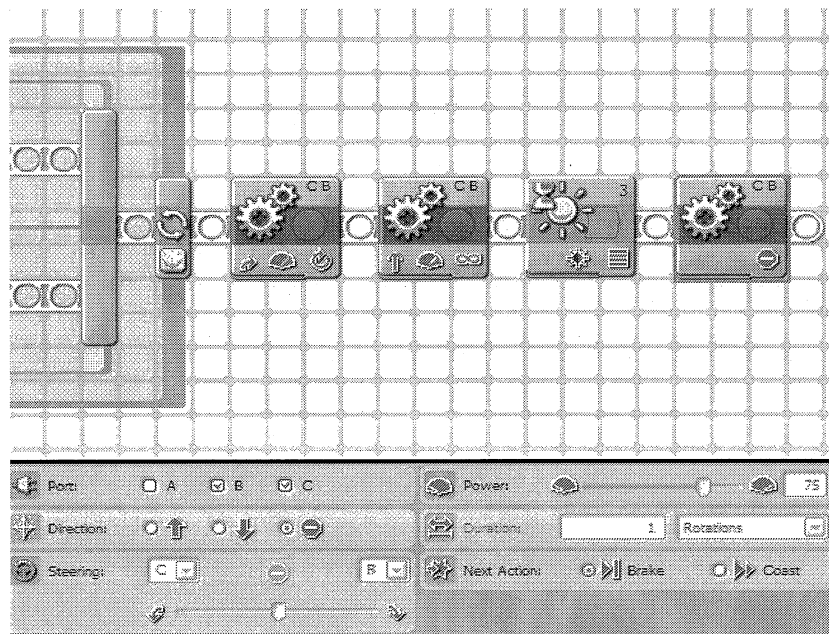 C B
C B
3
C B
Port: A B C
Power: 75
Direction:
Duration: 1 Rotations
Steering: C B
Next Action: Brake Coast